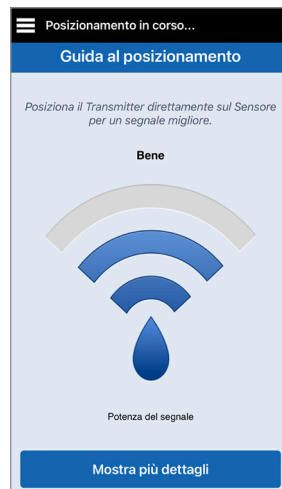 Posizionamento in corso...
Guida al posizionamento
Posiziona il Transmitter direttamente sul Sensore
per un segnale migliore.
Bene
Potenza del segnale
Mostra più dettagli